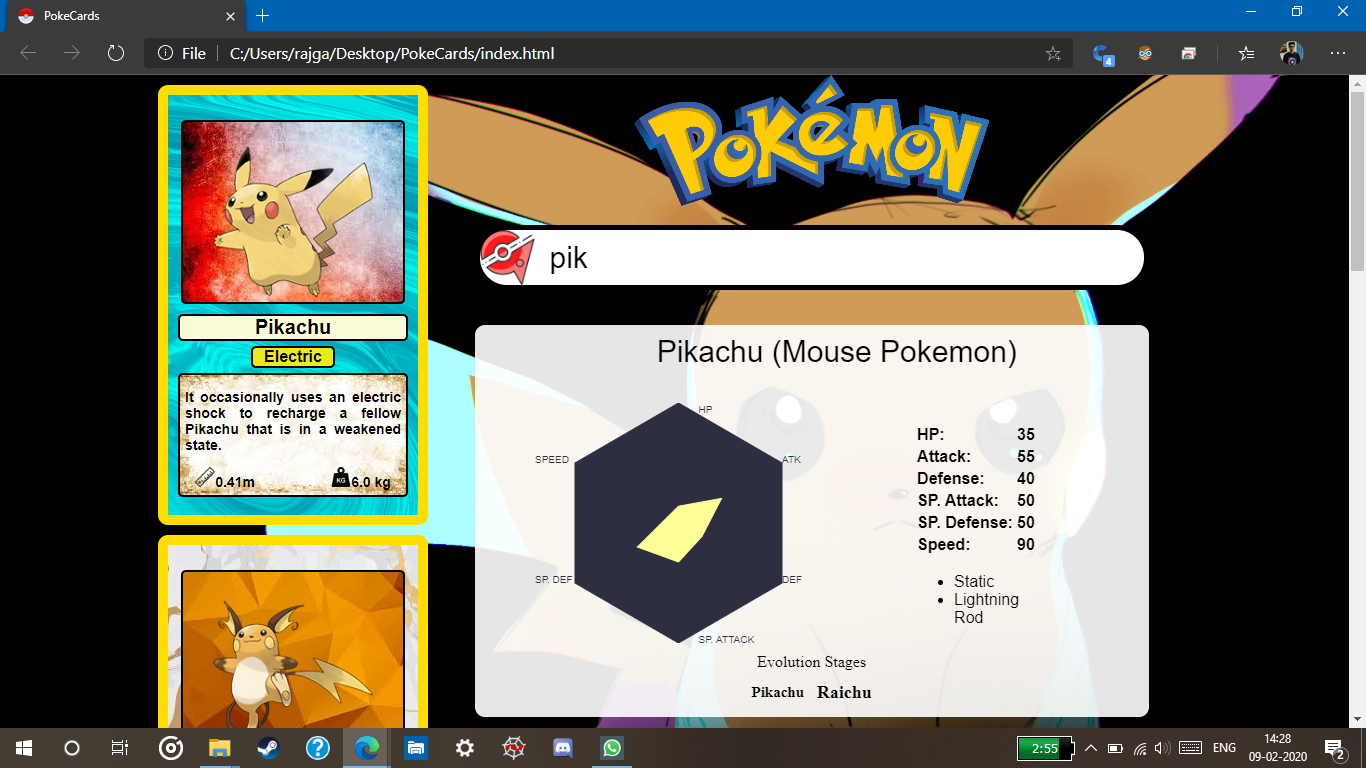 PokeCards
File
C:/Users/rajga/Desktop/PokeCards/index.html
4
POKéMON
pik
Pikachu
Electric
It occasionally uses an electric
shock to recharge a fellow
Pikachu that is in a weakened
state.
0.41m
KG
6.0 kg
Pikachu (Mouse Pokemon)
HP
SPEED
ATK
SP. DEF
DEF
SP. ATTACK
HP: 35
Attack: 55
Defense: 40
SP. Attack: 50
SP. Defense: 50
Speed: 90
Static
Lightning
Rod
Evolution Stages
Pikachu Raichu
2:55
ENG
14:28
09-02-2020
2